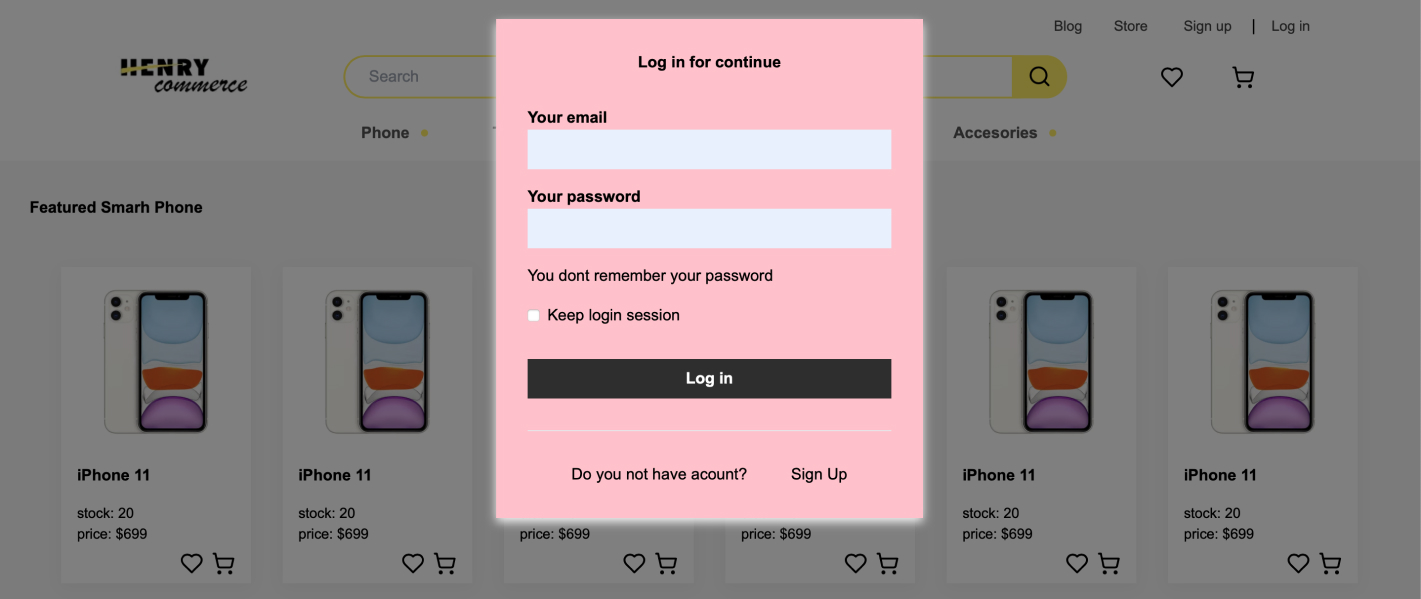 Blog Store Sign up | Log in
HENRY
commerce
Search
Phone
Accesories
Log in for continue
Your email
Your password
You dont remember your password
Keep login session
Log in
Do you not have acount? Sign Up
Featured Smarh Phone
iPhone 11 iPhone 11 iPhone 11 iPhone 11
stock: 20 stock: 20 stock: 20 stock: 20
price: $699 price: $699 price: $699 price: $699 price: $699 price: $699